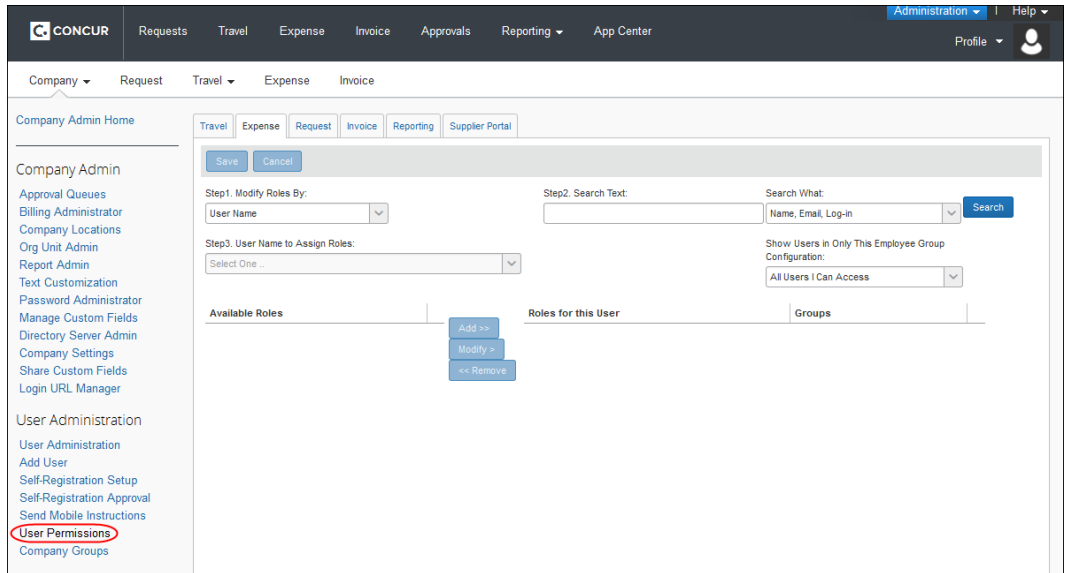 Administration | Help
C. CONCUR Requests Travel Expense Invoice Approvals Reporting App Center
Profile
Company Request Travel Expense Invoice
Company Admin Home
Travel Expense Request Invoice Reporting Supplier Portal
Save Cancel
Company Admin
Approval Queues
Billing Administrator
Company Locations
Org Unit Admin
Report Admin
Text Customization
Password Administrator
Manage Custom Fields
Directory Server Admin
Company Settings
Share Custom Fields
Login URL Manager
User Administration
User Administration
Add User
Self-Registration Setup
Self-Registration Approval
Send Mobile Instructions
User Permissions
Company Groups
Step1. Modify Roles By: Step2. Search Text: Search What:
User Name Name, Email, Log-in Search
Step3. User Name to Assign Roles: Show Users in Only This Employee Group
Configuration:
Select One .. All Users I Can Access
Available Roles Roles for this User Groups
Add >>
Modify >
<< Remove